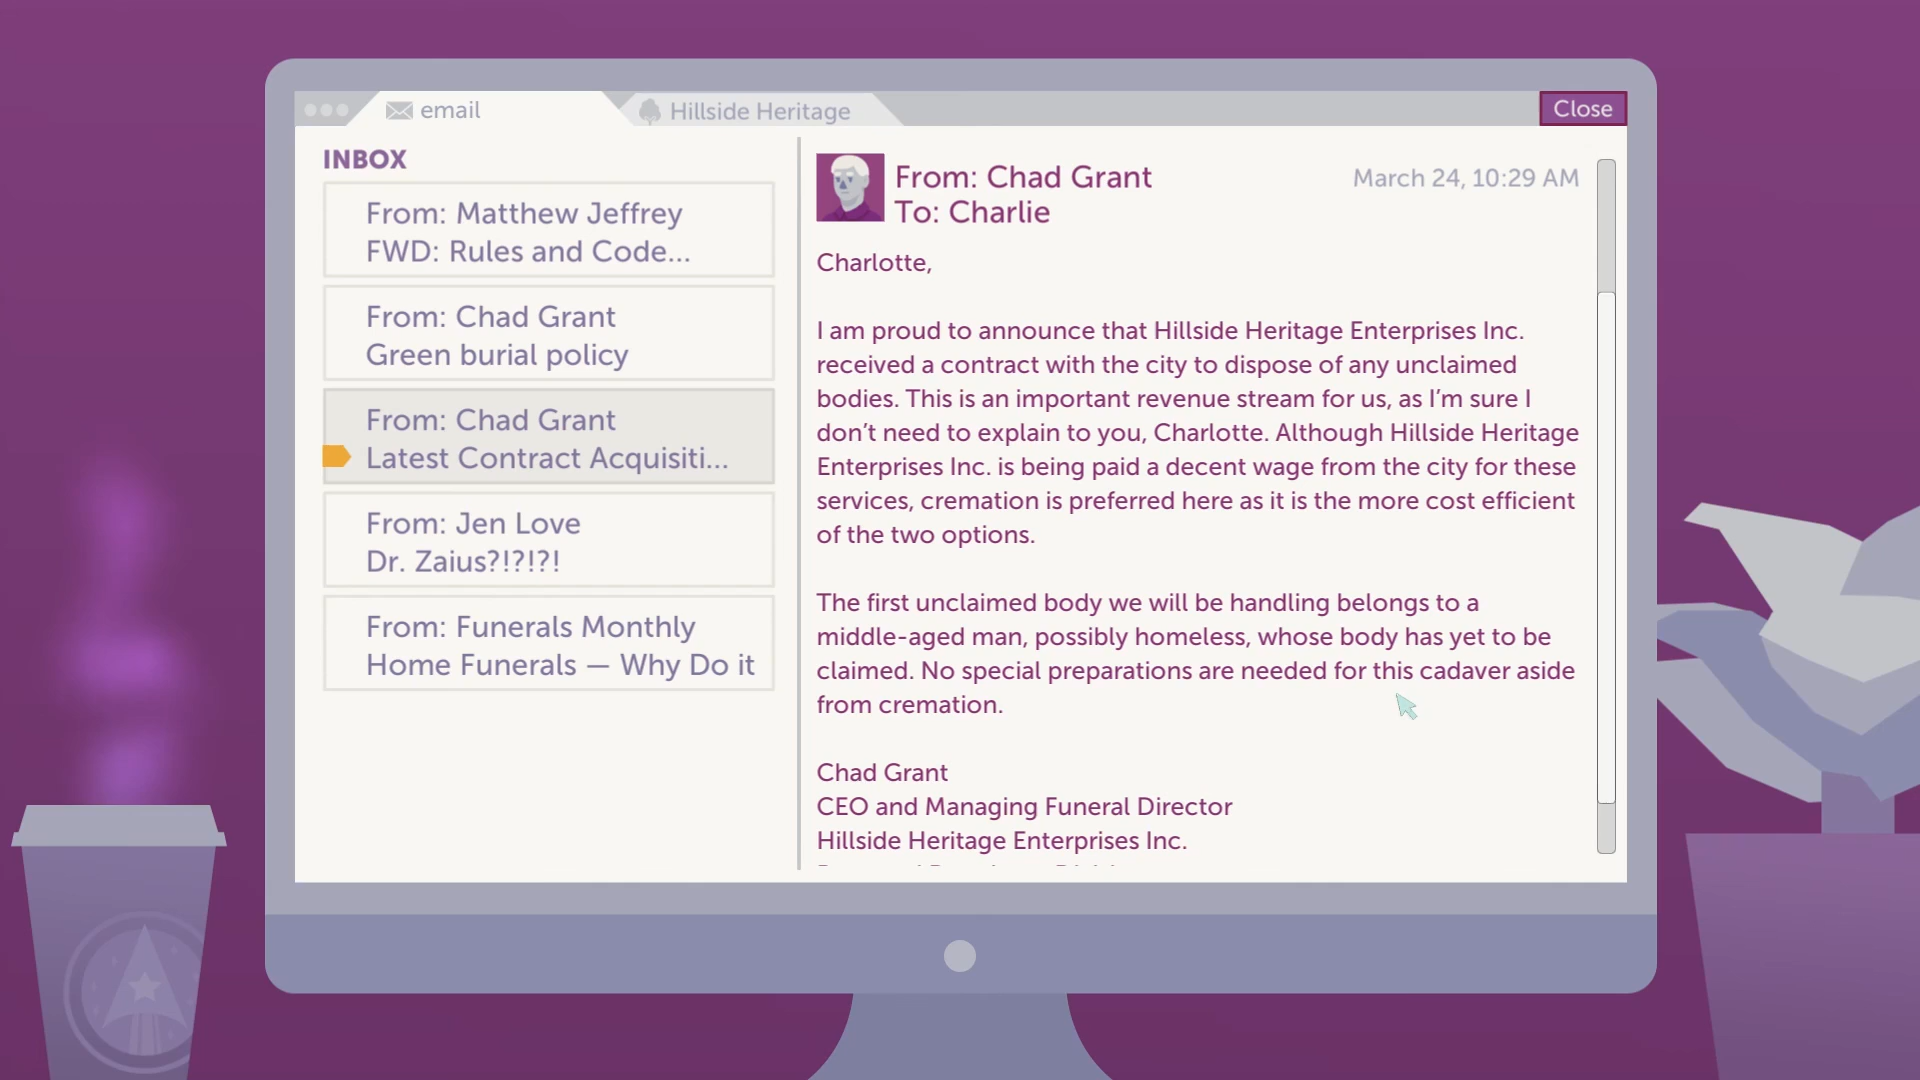 email
Hillside Heritage
Close
INBOX
From: Matthew Jeffrey
FWD: Rules and Code...
From: Chad Grant
Green burial policy
From: Chad Grant
Latest Contract Acquisiti...
From: Jen Love
Dr. Zaius?!?!?!
From: Funerals Monthly
Home Funerals — Why Do it
From: Chad Grant
March 24, 10:29 AM
To: Charlie
Charlotte,
I am proud to announce that Hillside Heritage Enterprises Inc.
received a contract with the city to dispose of any unclaimed
bodies. This is an important revenue stream for us, as I’m sure I
don’t need to explain to you, Charlotte. Although Hillside Heritage
Enterprises Inc. is being paid a decent wage from the city for these
services, cremation is preferred here as it is the more cost efficient
of the two options.
The first unclaimed body we will be handling belongs to a
middle-aged man, possibly homeless, whose body has yet to be
claimed. No special preparations are needed for this cadaver aside
from cremation.
Chad Grant
CEO and Managing Funeral Director
Hillside Heritage Enterprises Inc.